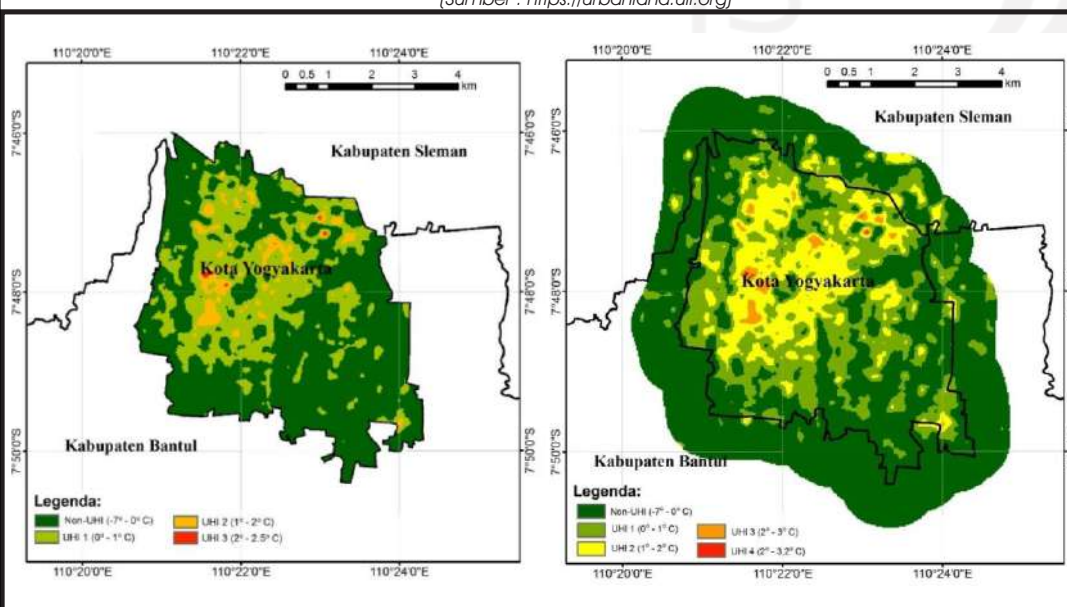 (Sumber : https://urbanland.uli.org)
110°20'0"E 110°22'0"E 110°24'0"E
0 0.5 1 2 3 4
km
7°46'0"S
Kabupaten Sleman
Kota Yogyakarta
7°48'0"S
Kabupaten Bantul
7°50'0"S
Legenda:
Non-UHI (-7° - 0° C)
UHI 1 (0° - 1° C)
UHI 2 (1° - 2° C)
UHI 3 (2° - 2.5° C)
110°20'0"E 110°22'0"E 110°24'0"E
110°20'0"E 110°22'0"E 110°24'0"E
0 0.5 1 2 3 4
km
7°46'0"S
Kabupaten Sleman
Kota Yogyakarta
7°48'0"S
Kabupaten Bantul
7°50'0"S
Legenda:
Non-UHI (-7° - 0° C)
UHI 1 (0° - 1° C)
UHI 2 (1° - 2° C)
UHI 3 (2° - 3° C)
UHI 4 (2° - 3.2° C)
110°20'0"E 110°22'0"E 110°24'0"E